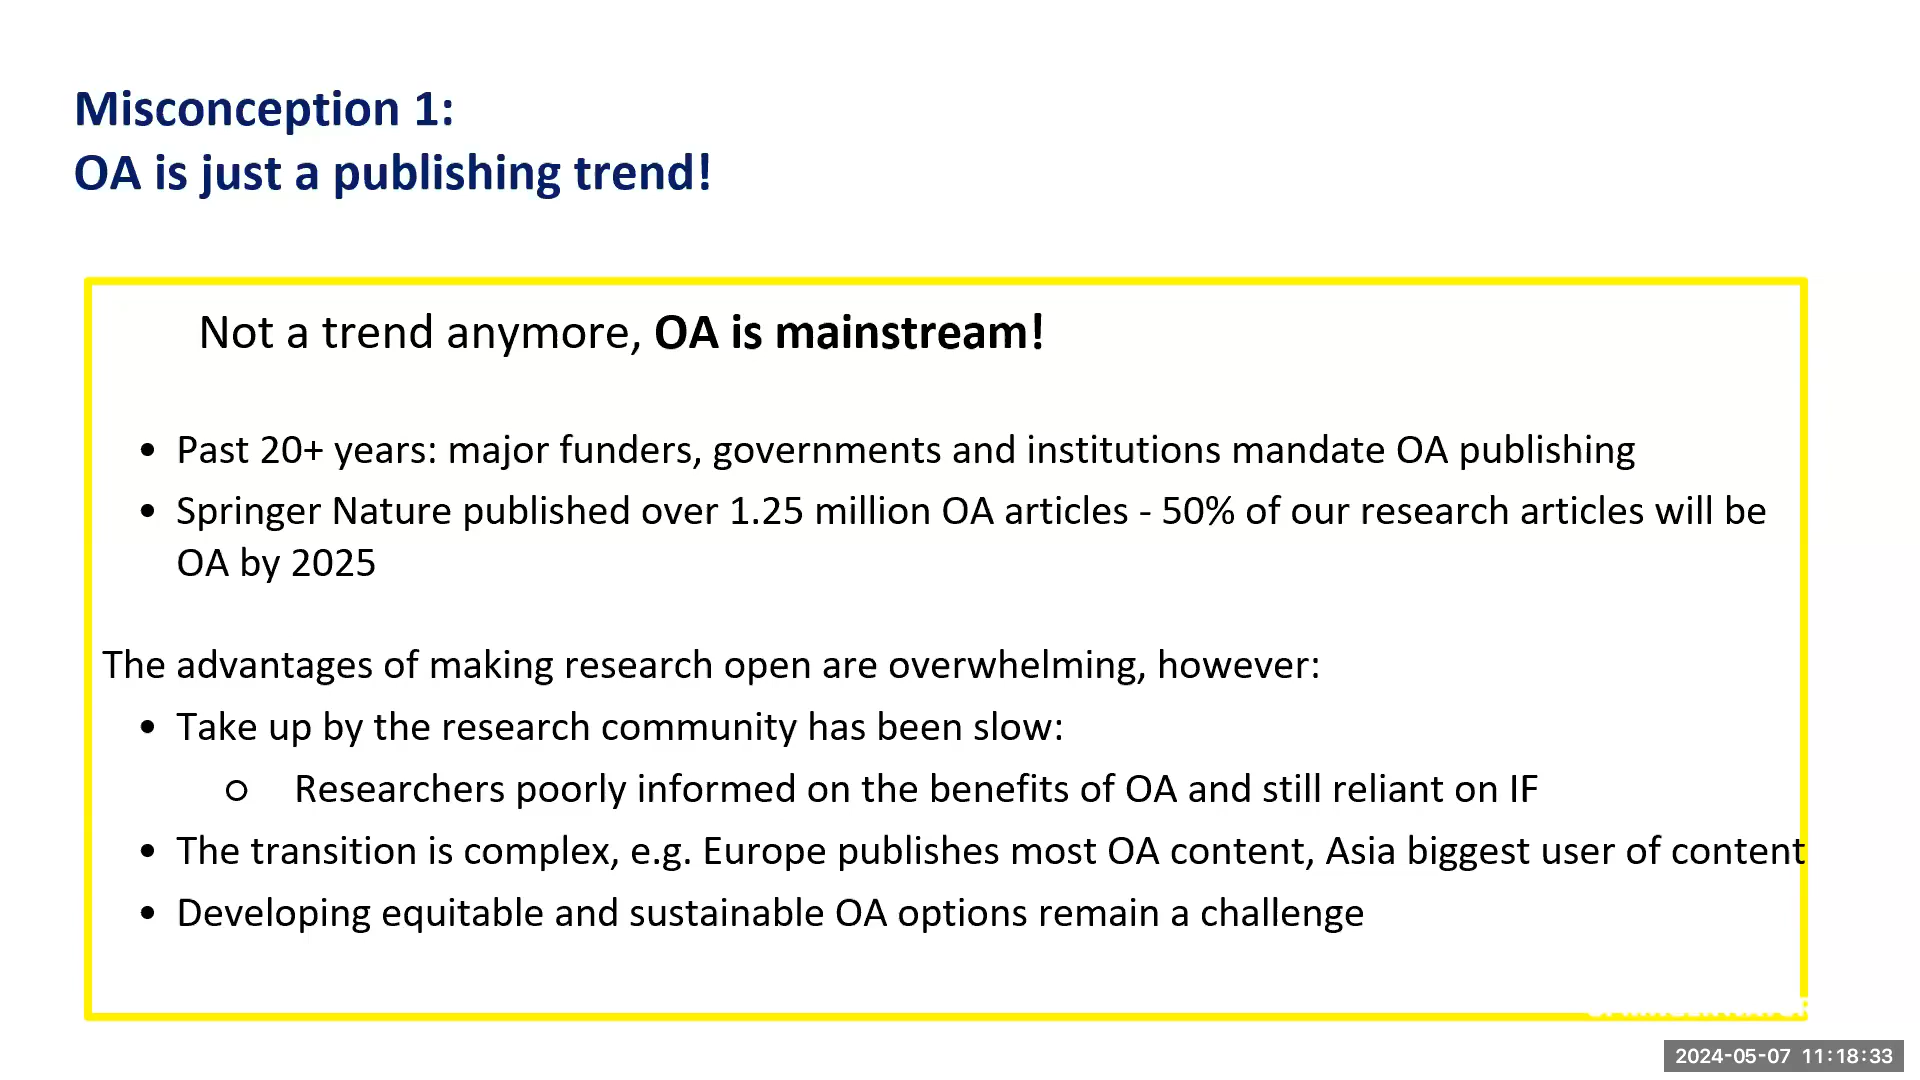 Misconception 1:
OA is just a publishing trend!
Not a trend anymore, OA is mainstream!
• Past 20+ years: major funders, governments and institutions mandate OA publishing
• Springer Nature published over 1.25 million OA articles - 50% of our research articles will be
OA by 2025
The advantages of making research open are overwhelming, however:
• Take up by the research community has been slow:
○ Researchers poorly informed on the benefits of OA and still reliant on IF
• The transition is complex, e.g. Europe publishes most OA content, Asia biggest user of content
• Developing equitable and sustainable OA options remain a challenge
2024-05-07 11:18:33